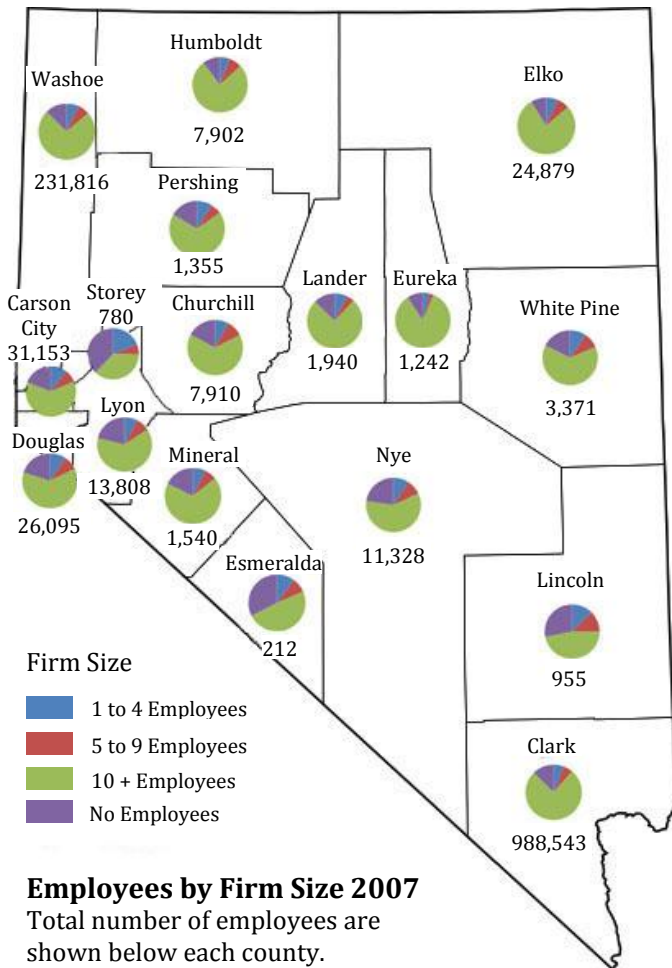 Humboldt
7,902
Washoe
231,816
Elko
24,879
Pershing
1,355
Lander
1,940
Eureka
1,242
White Pine
3,371
Carson
City
31,153
Storey
780
Churchill
7,910
Lyon
13,808
Douglas
26,095
Mineral
1,540
Nye
11,328
Esmeralda
212
Lincoln
955
Clark
988,543
Firm Size
1 to 4 Employees
5 to 9 Employees
10 + Employees
No Employees
Employees by Firm Size 2007
Total number of employees are
shown below each county.